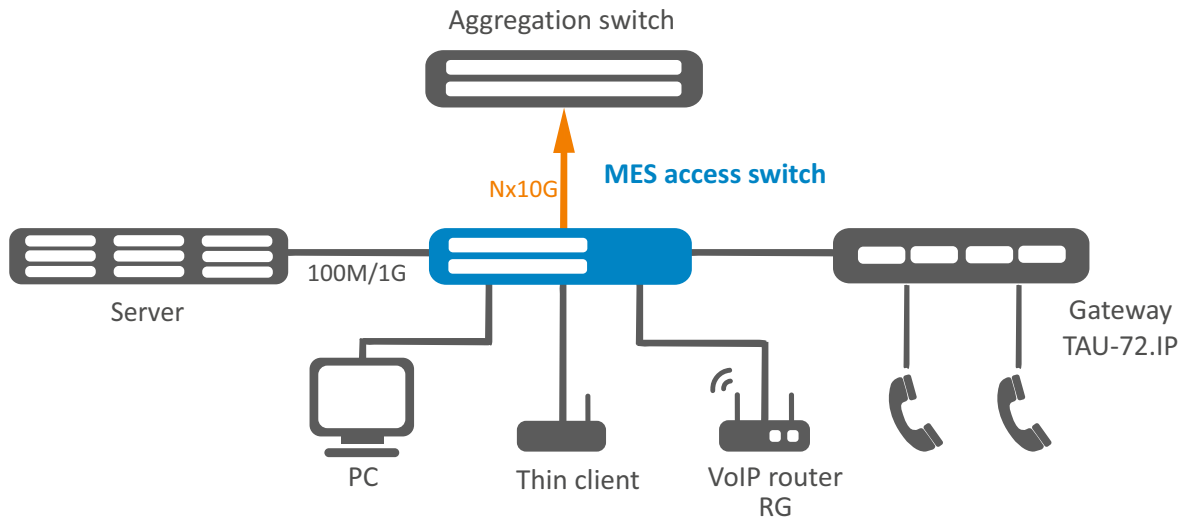 Aggregation switch
MES access switch
Nx10G
100M/1G
Server
Gateway
TAU-72.IP
PC
Thin client
VoIP router
RG